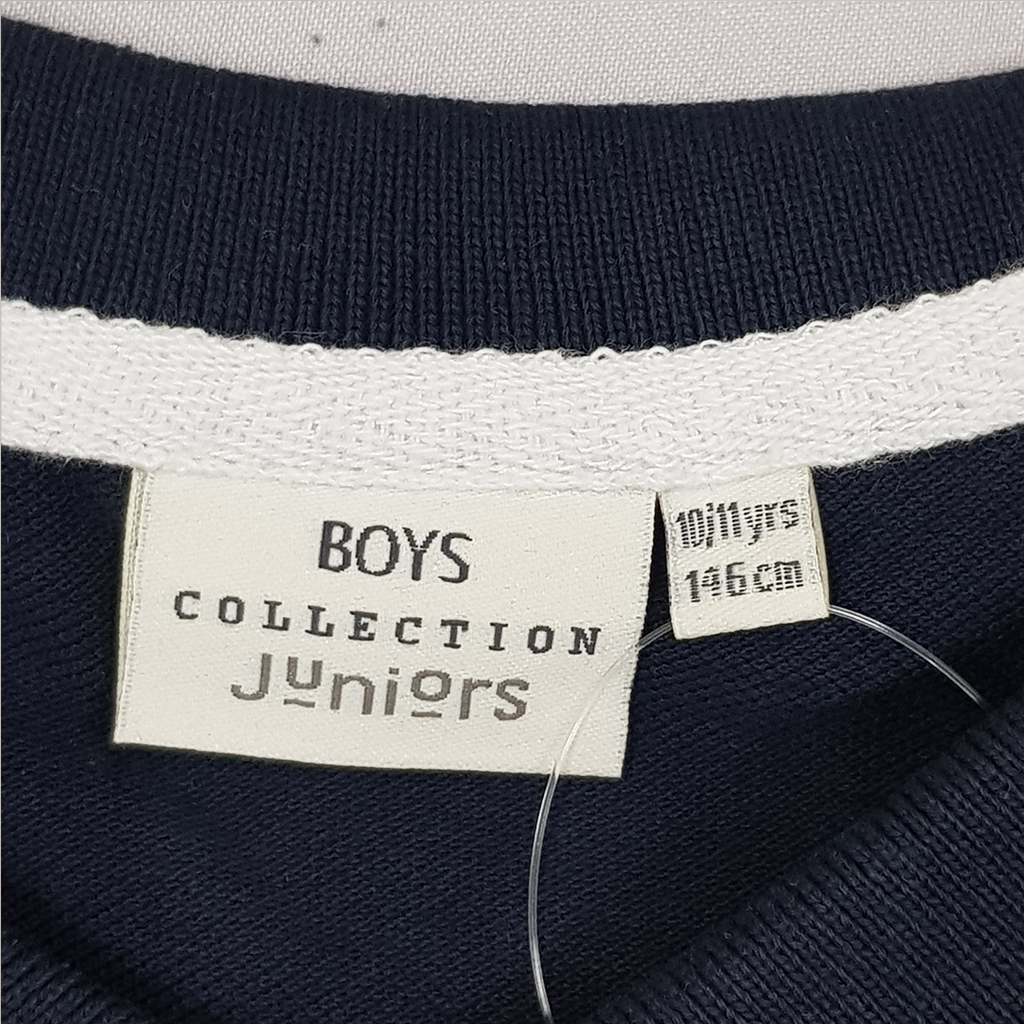 BOYS
COLLECTION
Juniors
10/11yrs
146cm